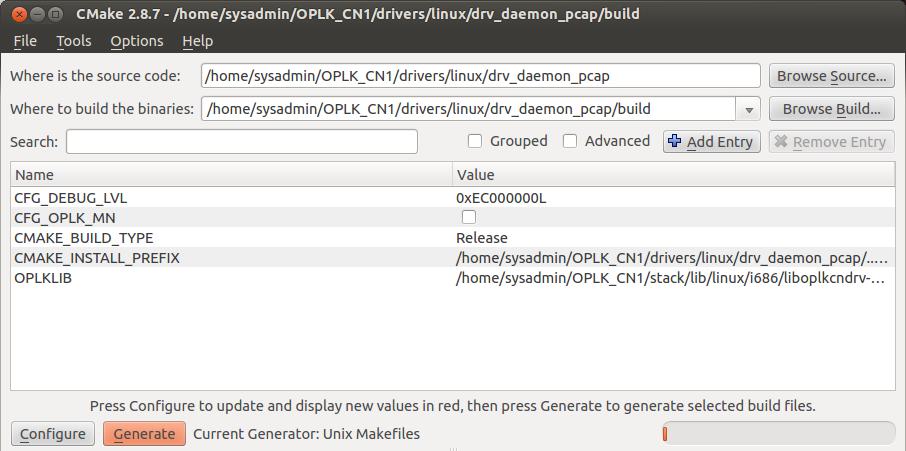 CMake 2.8.7 - /home/sysadmin/OPLK_CN1/drivers/linux/drv_daemon_pcap/build
File Tools Options Help
Where is the source code: /home/sysadmin/OPLK_CN1/drivers/linux/drv_daemon_pcap Browse Source...
Where to build the binaries: /home/sysadmin/OPLK_CN1/drivers/linux/drv_daemon_pcap/build Browse Build...
Search: Grouped Advanced Add Entry Remove Entry
Name Value
CFG_DEBUG_LVL 0xEC000000L
CFG_OPLK_MN
CMAKE_BUILD_TYPE Release
CMAKE_INSTALL_PREFIX /home/sysadmin/OPLK_CN1/drivers/linux/drv_daemon_pcap/..…
OPLKLIB /home/sysadmin/OPLK_CN1/stack/lib/linux/i686/liboplkcndrv-…
Press Configure to update and display new values in red, then press Generate to generate selected build files.
Configure Generate Current Generator: Unix Makefiles